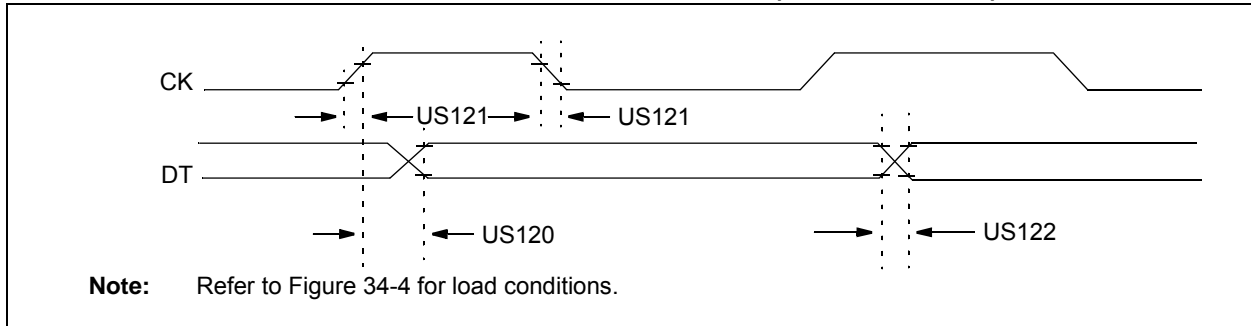 CK
US121 US121
DT
US120 US122
Note: Refer to Figure 34-4 for load conditions.